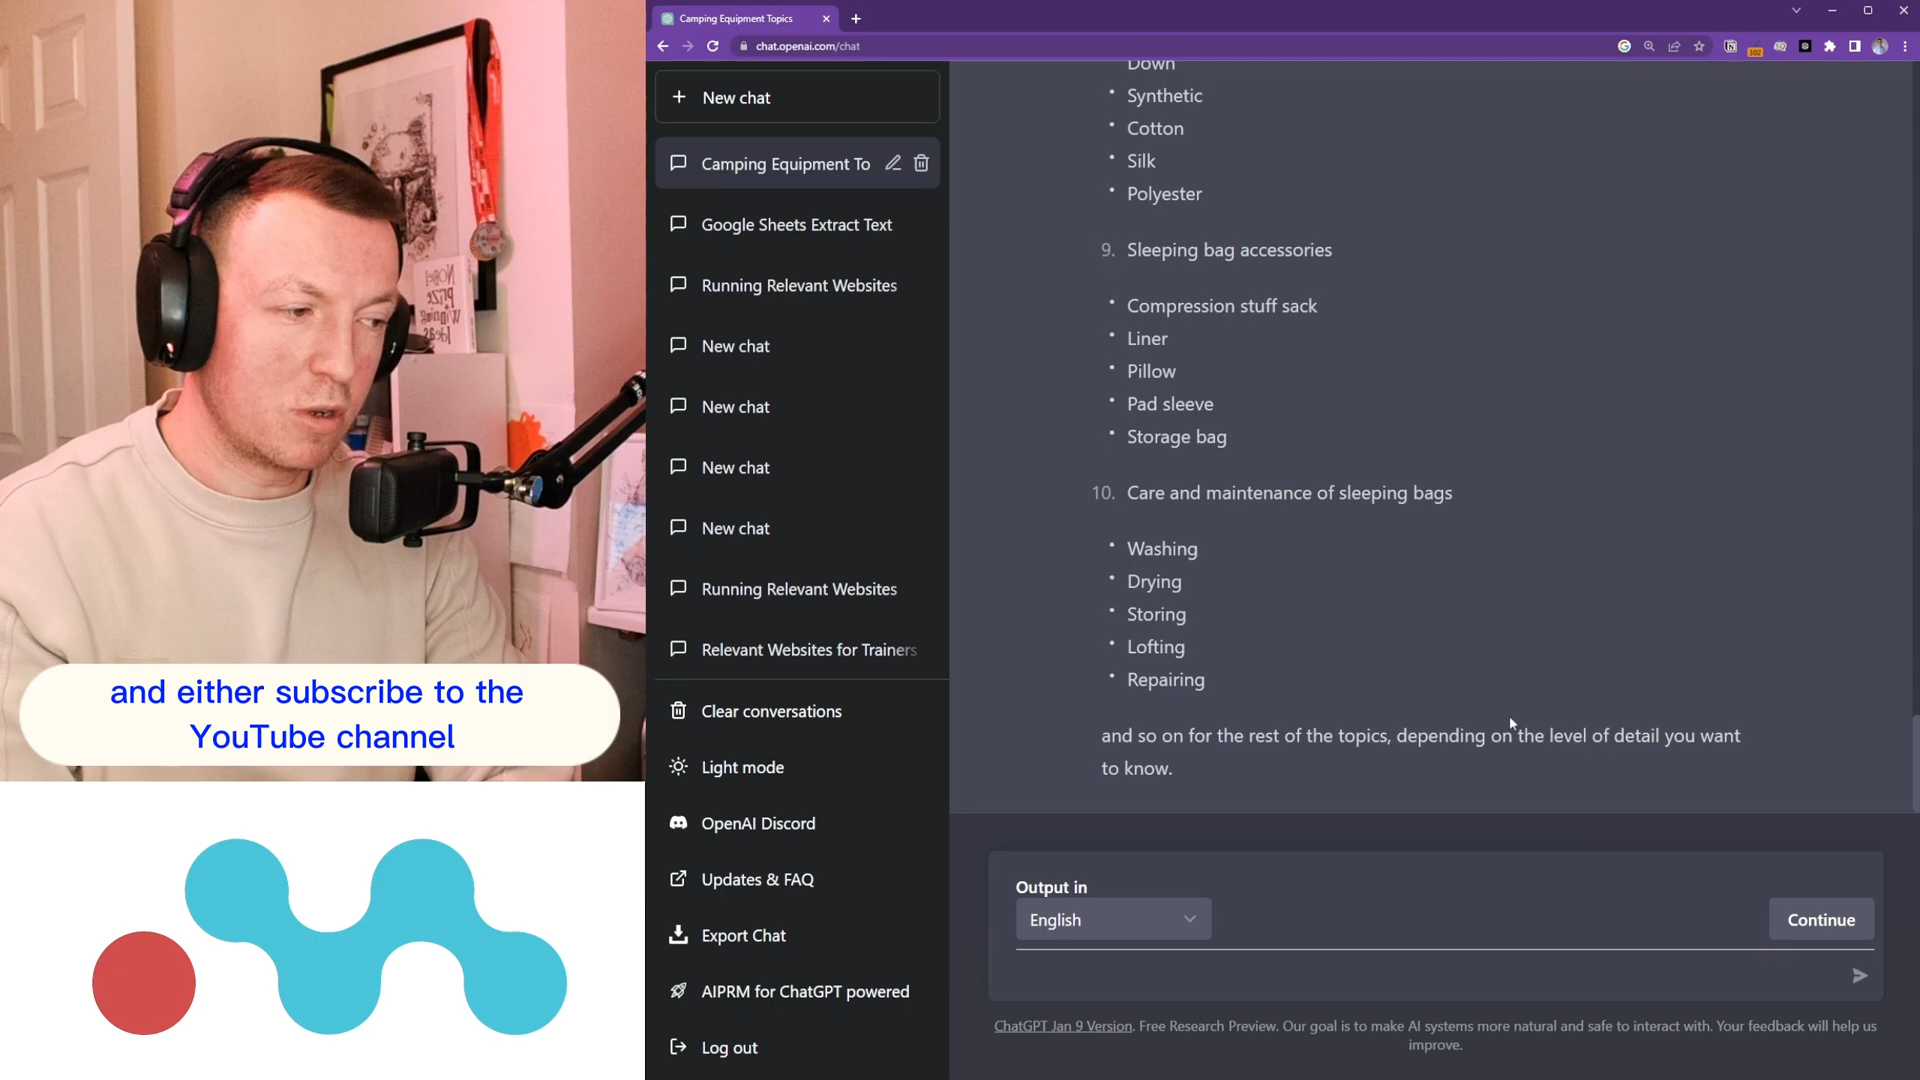 Camping Equipment Topics
chat.openai.com/chat
302
New chat
Camping Equipment To
Google Sheets Extract Text
Running Relevant Websites
New chat
New chat
New chat
New chat
Running Relevant Websites
Relevant Websites for Trainers
Clear conversations
Light mode
OpenAI Discord
Updates & FAQ
Export Chat
AIPRM for ChatGPT powered
Log out
Down
• Synthetic
• Cotton
• Silk
• Polyester
9. Sleeping bag accessories
• Compression stuff sack
• Liner
• Pillow
• Pad sleeve
• Storage bag
10. Care and maintenance of sleeping bags
• Washing
• Drying
• Storing
• Lofting
• Repairing
and so on for the rest of the topics, depending on the level of detail you want
to know.
Output in
English
Continue
ChatGPT Jan 9 Version. Free Research Preview. Our goal is to make AI systems more natural and safe to interact with. Your feedback will help us
improve.
Nobel
prize
Winning
Ideas
and either subscribe to the
YouTube channel